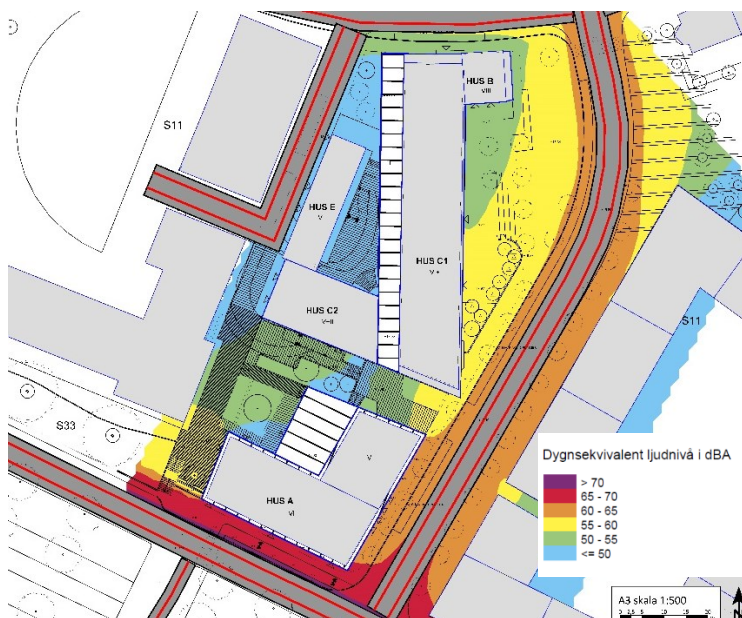 HUS B
VIII
S11
HUS E
V
HUS C1
HUS C2
S11
S33
V
HUS A
VI
Dygnsekvivalent ljudnivå i dBA
> 70
65 - 70
60 - 65
55 - 60
50 - 55
<= 50
A3 skala 1:500
N